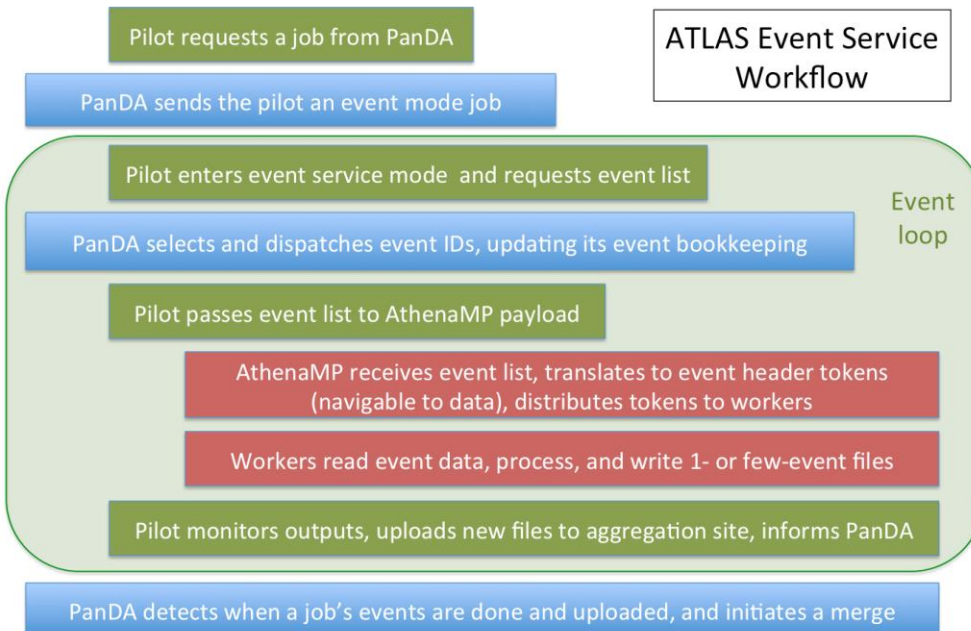 Pilot requests a job from PanDA
ATLAS Event Service
Workflow
PanDA sends the pilot an event mode job
Pilot enters event service mode and requests event list
Event
loop
PanDA selects and dispatches event IDs, updating its event bookkeeping
Pilot passes event list to AthenaMP payload
AthenaMP receives event list, translates to event header tokens
(navigable to data), distributes tokens to workers
Workers read event data, process, and write 1- or few-event files
Pilot monitors outputs, uploads new files to aggregation site, informs PanDA
PanDA detects when a job's events are done and uploaded, and initiates a merge